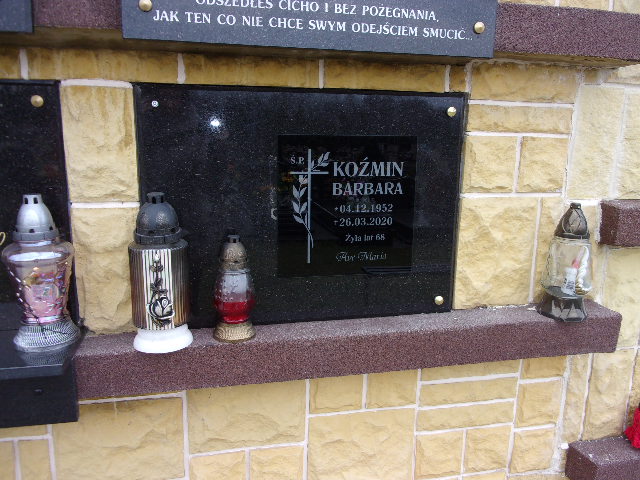 ODSZEDŁEŚ CICHO I BEZ POŻEGNANIA,
JAK TEN CO NIE CHCE SWYM ODEJŚCIEM SMUCIĆ...
Ś.P.
KOŹMIN
BARBARA
*04.12.1952
+26.03.2020
Żyła lat 68
Ave Maria